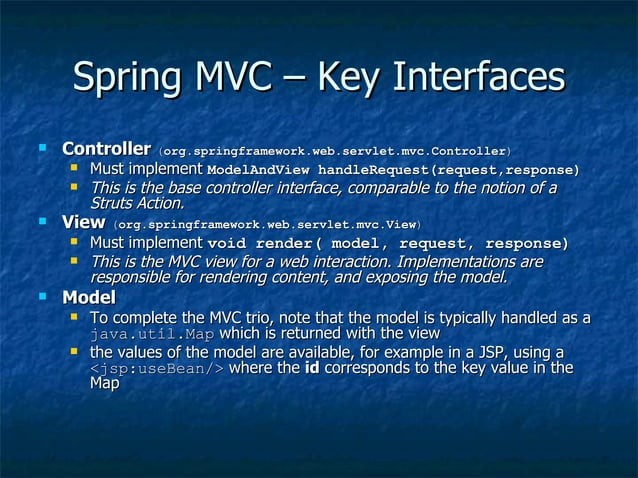 Spring MVC – Key Interfaces
Controller (org.springframework.web.servlet.mvc.Controller)
Must implement ModelAndView handleRequest(request,response)
This is the base controller interface, comparable to the notion of a
Struts Action.
View (org.springframework.web.servlet.mvc.View)
Must implement void render( model, request, response)
This is the MVC view for a web interaction. Implementations are
responsible for rendering content, and exposing the model.
Model
To complete the MVC trio, note that the model is typically handled as a
java.util.Map which is returned with the view
the values of the model are available, for example in a JSP, using a
<jsp:useBean/> where the id corresponds to the key value in the
Map